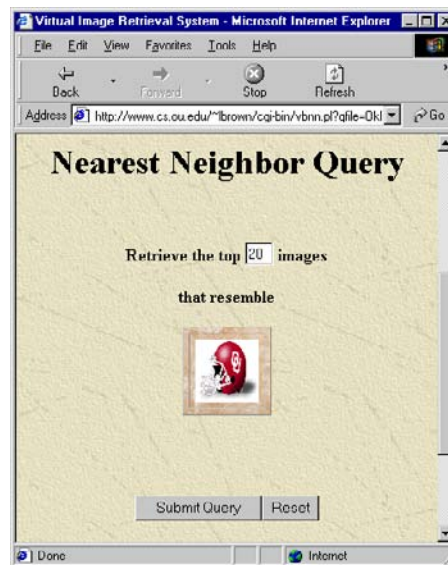 Virtual Image Retrieval System - Microsoft Internet Explorer
File Edit View Favorites Tools Help
Back Forward Stop Refresh
Address http://www.cs.ou.edu/~lbrown/cgi-bin/vbnn.pl?qfile=Okl Go
Nearest Neighbor Query
Retrieve the top 20 images
that resemble
OU
Submit Query Reset
Done Internet